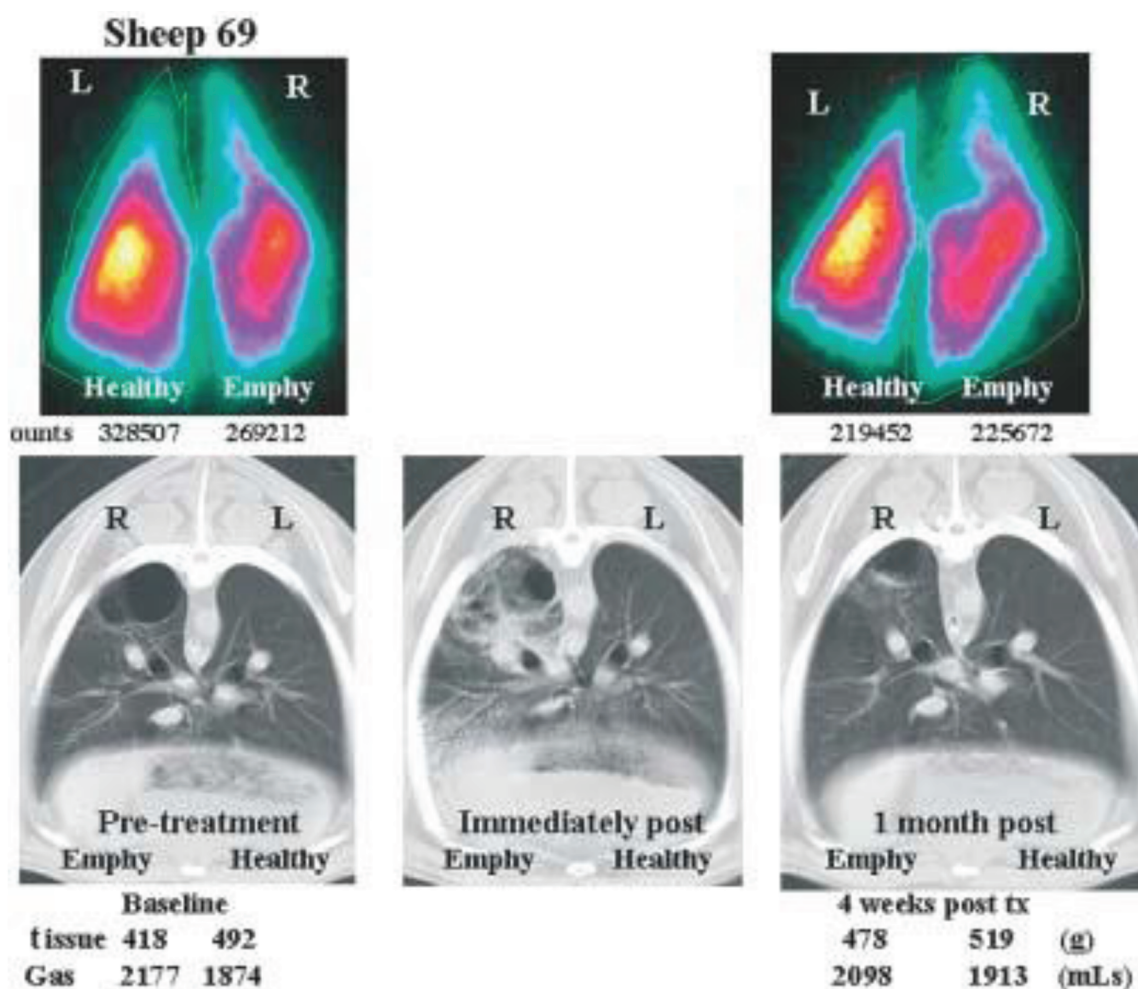 Sheep 69
L R
L R
Healthy Emphy
Healthy Emphy
ounts 328507 269212
219452 225672
R L
R L
R L
Pre-treatment
Emphy Healthy
Immediately post
Emphy Healthy
1 month post
Emphy Healthy
Baseline
tissue 418 492
Gas 2177 1874
4 weeks post tx
478 519 (g)
2098 1913 (mLs)